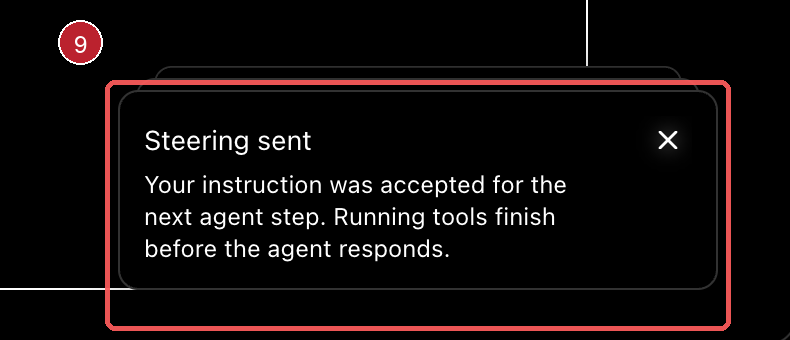 9
Steering sent
Your instruction was accepted for the
next agent step. Running tools finish
before the agent responds.